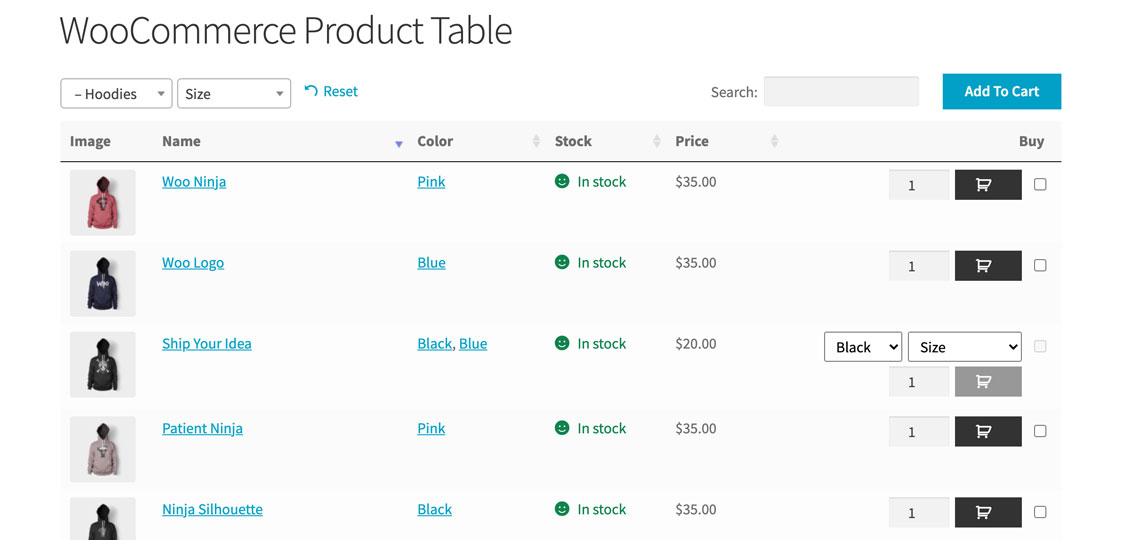 WooCommerce Product Table
– Hoodies Size Reset Search: Add To Cart
Image Name Color Stock Price Buy
Woo Ninja Pink In stock $35.00 1
Woo Logo Blue In stock $35.00 1
WOO
Ship Your Idea Black, Blue In stock $20.00 Black Size
1
Patient Ninja Pink In stock $35.00 1
Ninja Silhouette Black In stock $35.00 1